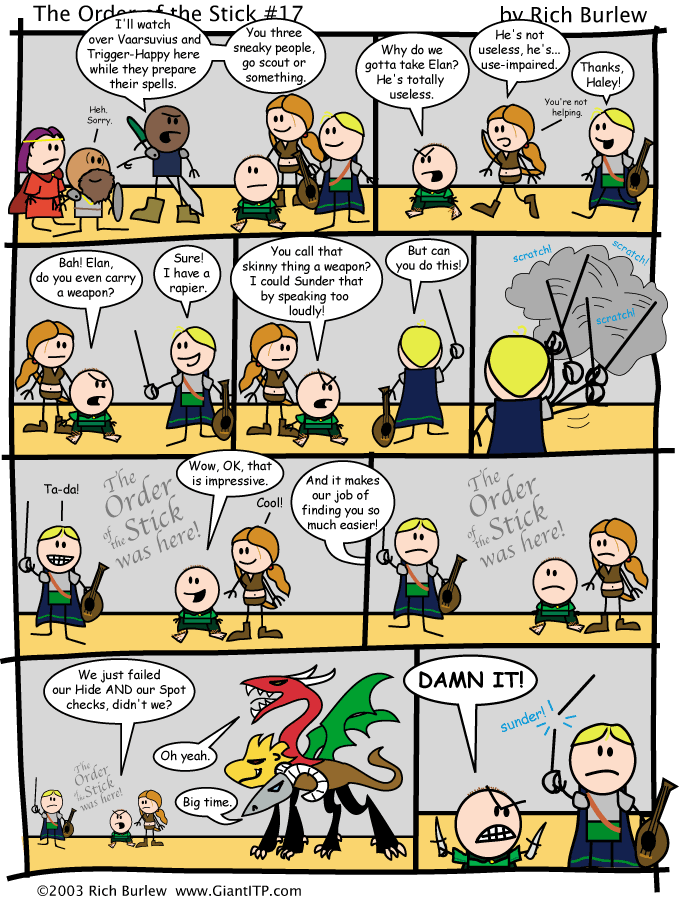 The Order of the Stick #17
by Rich Burlew
I'll watch
over Vaarsuvius and
Trigger-Happy here
while they prepare
their spells.
You three
sneaky people,
go scout or
something.
Heh.
Sorry.
Why do we
gotta take Elan?
He's totally
useless.
He's not
useless, he's...
use-impaired.
You're not
helping.
Thanks,
Haley!
Bah! Elan,
do you even carry
a weapon?
Sure!
I have a
rapier.
You call that
skinny thing a weapon?
I could Sunder that
by speaking too
loudly!
But can
you do this!
scratch!
scratch!
scratch!
Ta-da!
The
Order
of the
Stick
was here!
Wow, OK, that
is impressive.
Cool!
And it makes
our job of
finding you so
much easier!
The
Order
of the
Stick
was here!
We just failed
our Hide AND our Spot
checks, didn't we?
The
Order
of the
Stick
was here!
Oh yeah.
Big time.
DAMN IT!
sunder!
©2003 Rich Burlew www.GiantITP.com